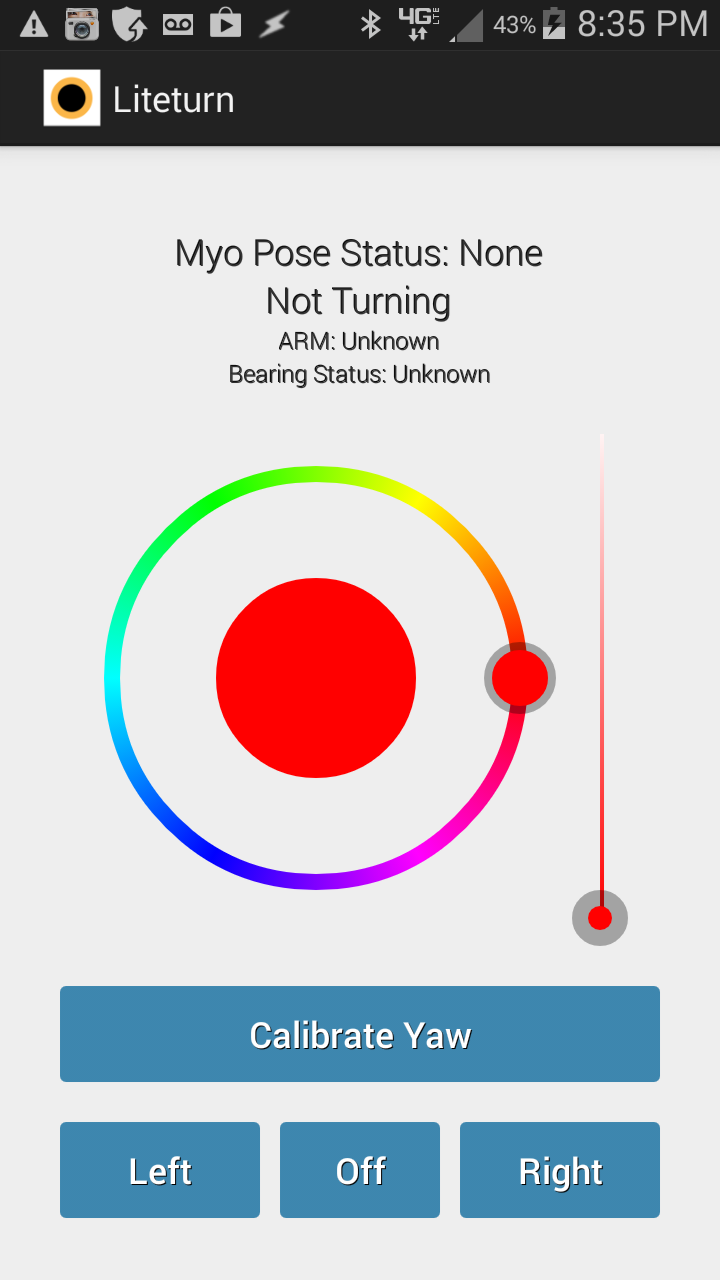 4G LTE 43% 8:35 PM
Liteturn
Myo Pose Status: None
Not Turning
ARM: Unknown
Bearing Status: Unknown
Calibrate Yaw
Left Off Right